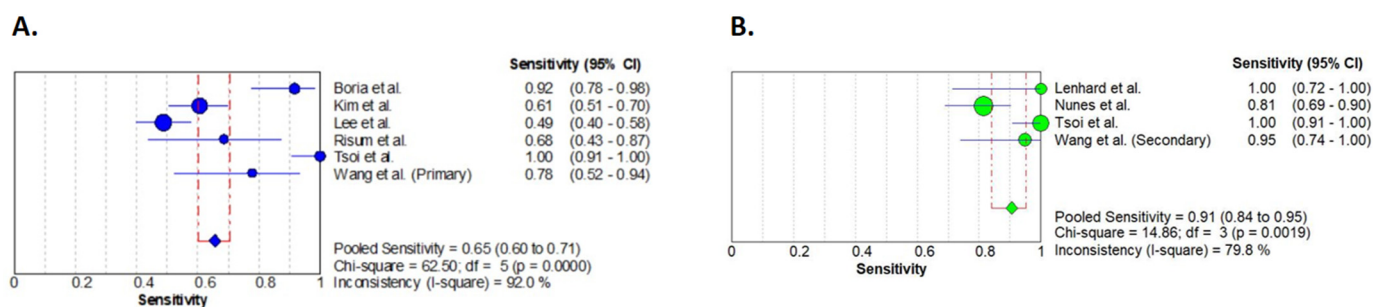 A.
Sensitivity (95% CI)
Boria et al. 0.92 (0.78 - 0.98)
Kim et al. 0.61 (0.51 - 0.70)
Lee et al. 0.49 (0.40 - 0.58)
Risum et al. 0.68 (0.43 - 0.87)
Tsoi et al. 1.00 (0.91 - 1.00)
Wang et al. (Primary) 0.78 (0.52 - 0.94)
Pooled Sensitivity = 0.65 (0.60 to 0.71)
Chi-square = 62.50; df = 5 (p = 0.0000)
Inconsistency (I-square) = 92.0 %
0 0.2 0.4 0.6 0.8 1
Sensitivity
B.
Sensitivity (95% CI)
Lenhard et al. 1.00 (0.72 - 1.00)
Nunes et al. 0.81 (0.69 - 0.90)
Tsoi et al. 1.00 (0.91 - 1.00)
Wang et al. (Secondary) 0.95 (0.74 - 1.00)
Pooled Sensitivity = 0.91 (0.84 to 0.95)
Chi-square = 14.86; df = 3 (p = 0.0019)
Inconsistency (I-square) = 79.8 %
0 0.2 0.4 0.6 0.8 1
Sensitivity